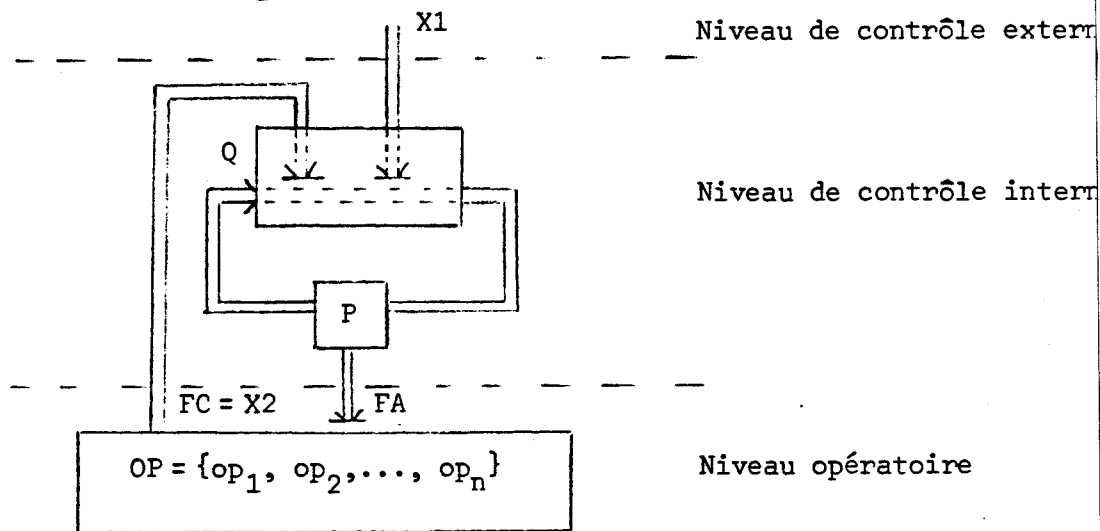 X1
Niveau de contrôle extern
Q
Niveau de contrôle intern
P
FC = X2
FA
OP = {op1, op2,..., opn}
Niveau opératoire